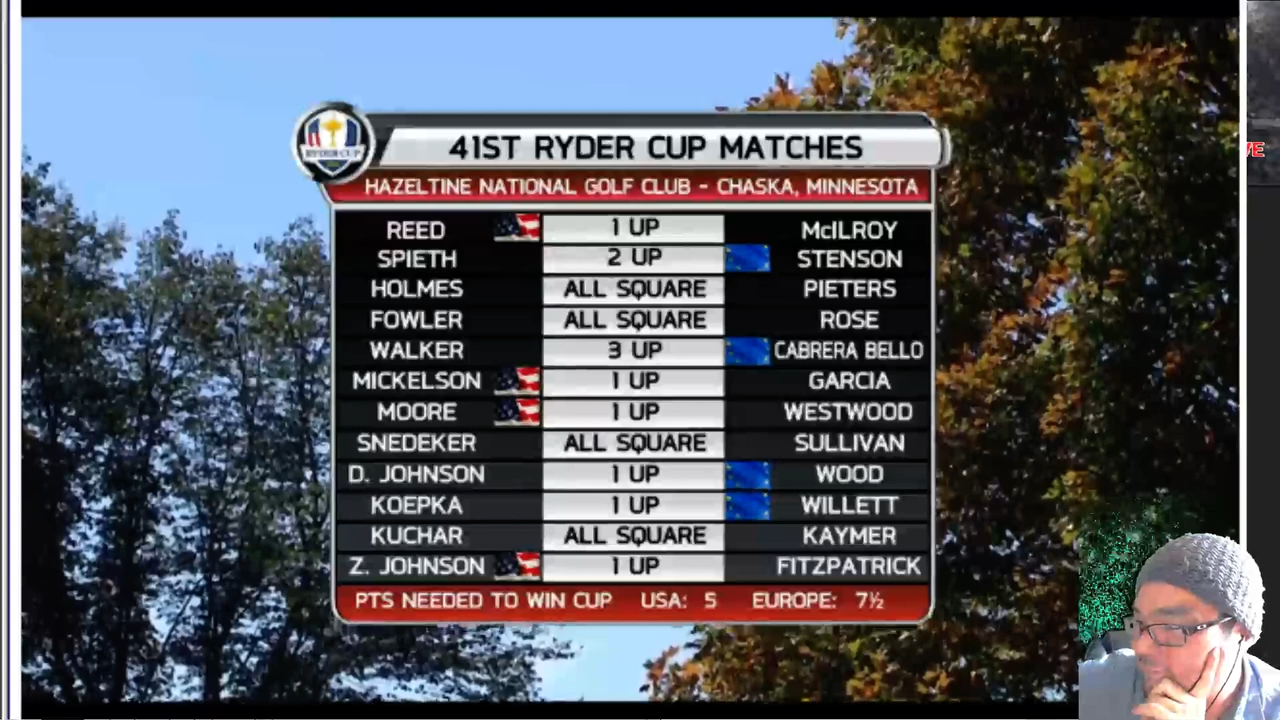 41ST RYDER CUP MATCHES
RYDER CUP
HAZELTINE NATIONAL GOLF CLUB - CHASKA, MINNESOTA
REED 1 UP McILROY
SPIETH 2 UP STENSON
HOLMES ALL SQUARE PIETERS
FOWLER ALL SQUARE ROSE
WALKER 3 UP CABRERA BELLO
MICKELSON 1 UP GARCIA
MOORE 1 UP WESTWOOD
SNEDEKER ALL SQUARE SULLIVAN
D. JOHNSON 1 UP WOOD
KOEPKA 1 UP WILLETT
KUCHAR ALL SQUARE KAYMER
Z. JOHNSON 1 UP FITZPATRICK
PTS NEEDED TO WIN CUP USA: 5 EUROPE: 7½